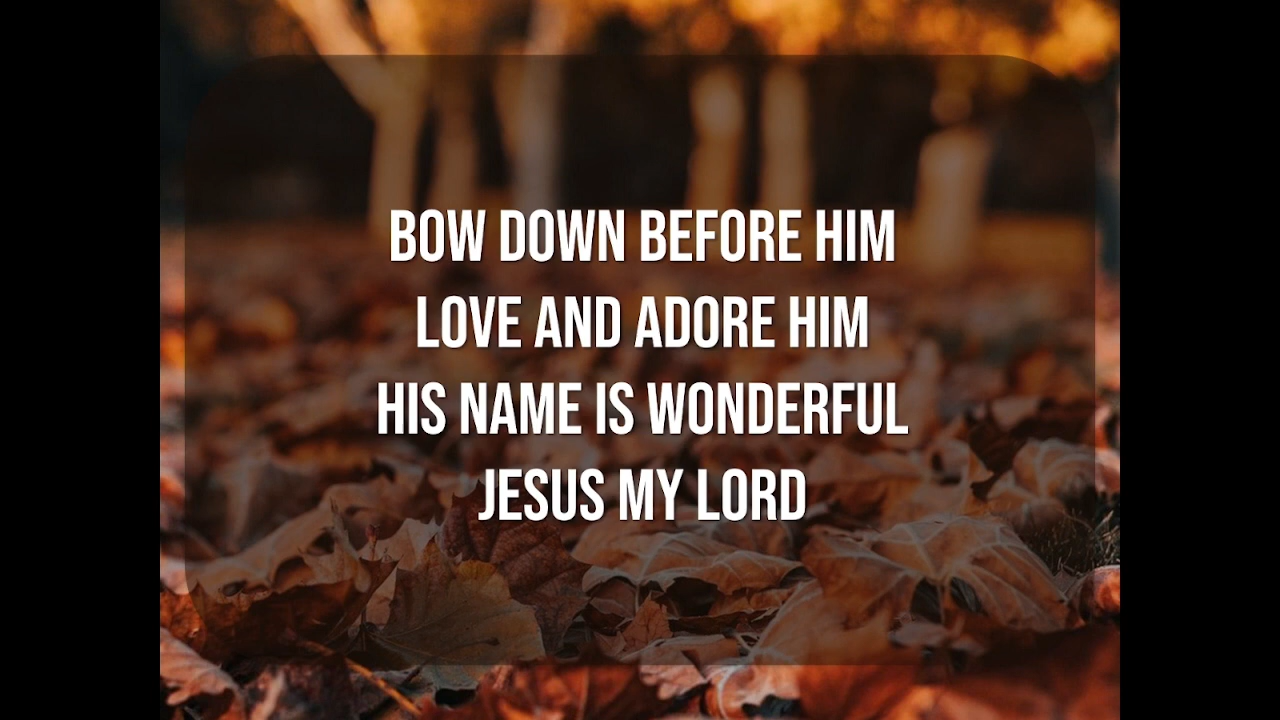 BOW DOWN BEFORE HIM
LOVE AND ADORE HIM
HIS NAME IS WONDERFUL
JESUS MY LORD